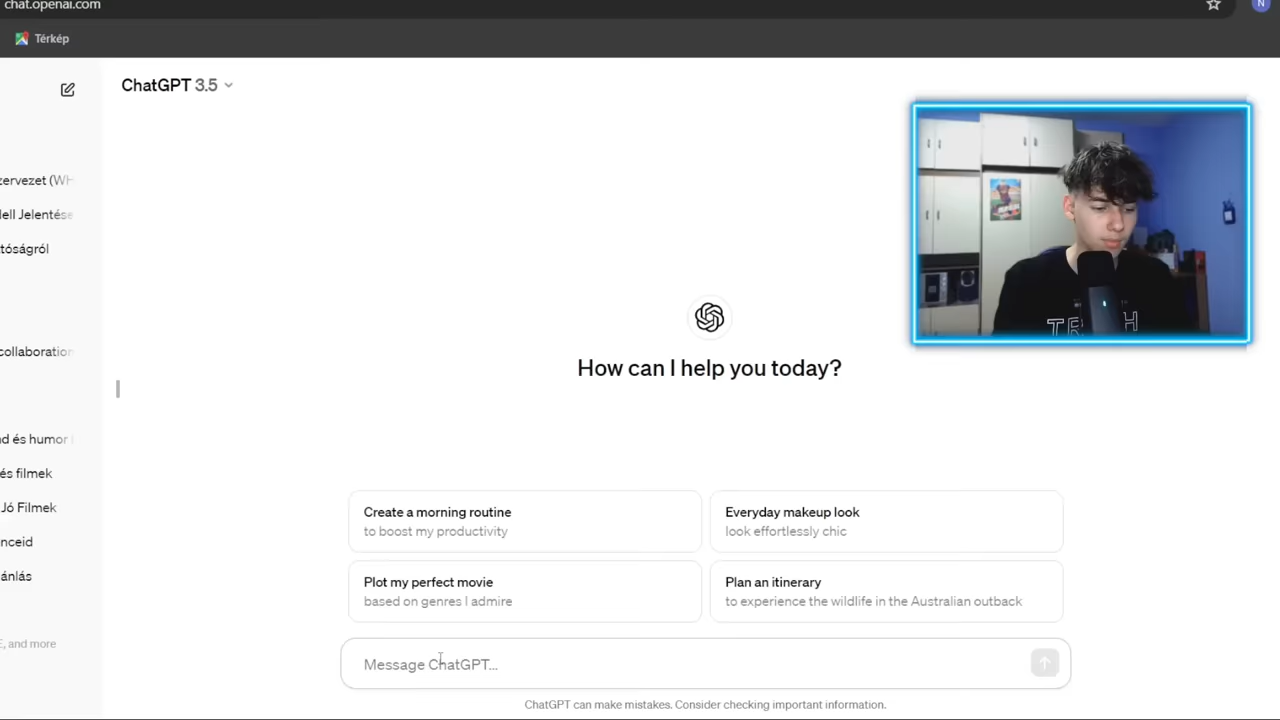 chat.openai.com
N
Térkép
ChatGPT 3.5
zervezet (WH
dell Jelentése
tóságról
collaboration
nd és humor i
és filmek
Jó Filmek
nceid
ánlás
E, and more
How can I help you today?
Create a morning routine
to boost my productivity
Everyday makeup look
look effortlessly chic
Plot my perfect movie
based on genres I admire
Plan an itinerary
to experience the wildlife in the Australian outback
Message ChatGPT...
ChatGPT can make mistakes. Consider checking important information.